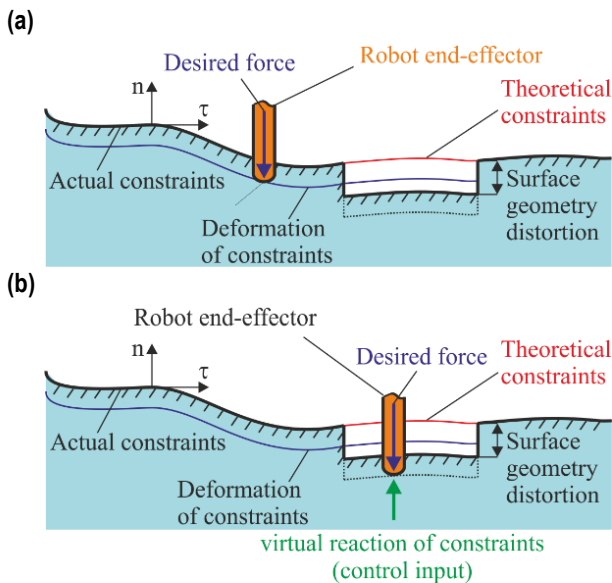 (a)
Desired force
Robot end-effector
n
τ
Theoretical
constraints
Actual constraints
Deformation
of constraints
Surface
geometry
distortion
(b)
Robot end-effector
n
τ
Desired force
Theoretical
constraints
Actual constraints
Deformation
of constraints
Surface
geometry
distortion
virtual reaction of constraints
(control input)